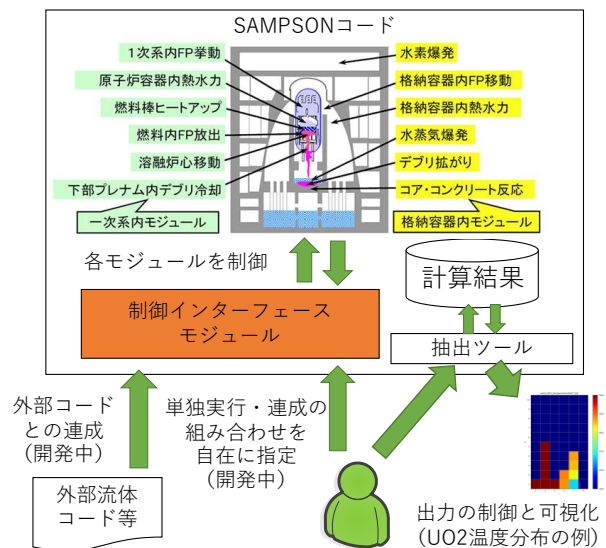 SAMPSONコード
1次系内FP挙動
原子炉容器内熱水力
燃料棒ヒートアップ
燃料内FP放出
溶融炉心移動
下部プレナム内デブリ冷却
一次系内モジュール
水素爆発
格納容器内FP移動
格納容器内熱水力
水蒸気爆発
デブリ拡がり
コア・コンクリート反応
格納容器内モジュール
各モジュールを制御
計算結果
制御インターフェース
モジュール
抽出ツール
外部コード
との連成
(開発中)
単独実行・連成の
組み合わせを
自在に指定
(開発中)
外部流体
コード等
出力の制御と可視化
(UO2温度分布の例)